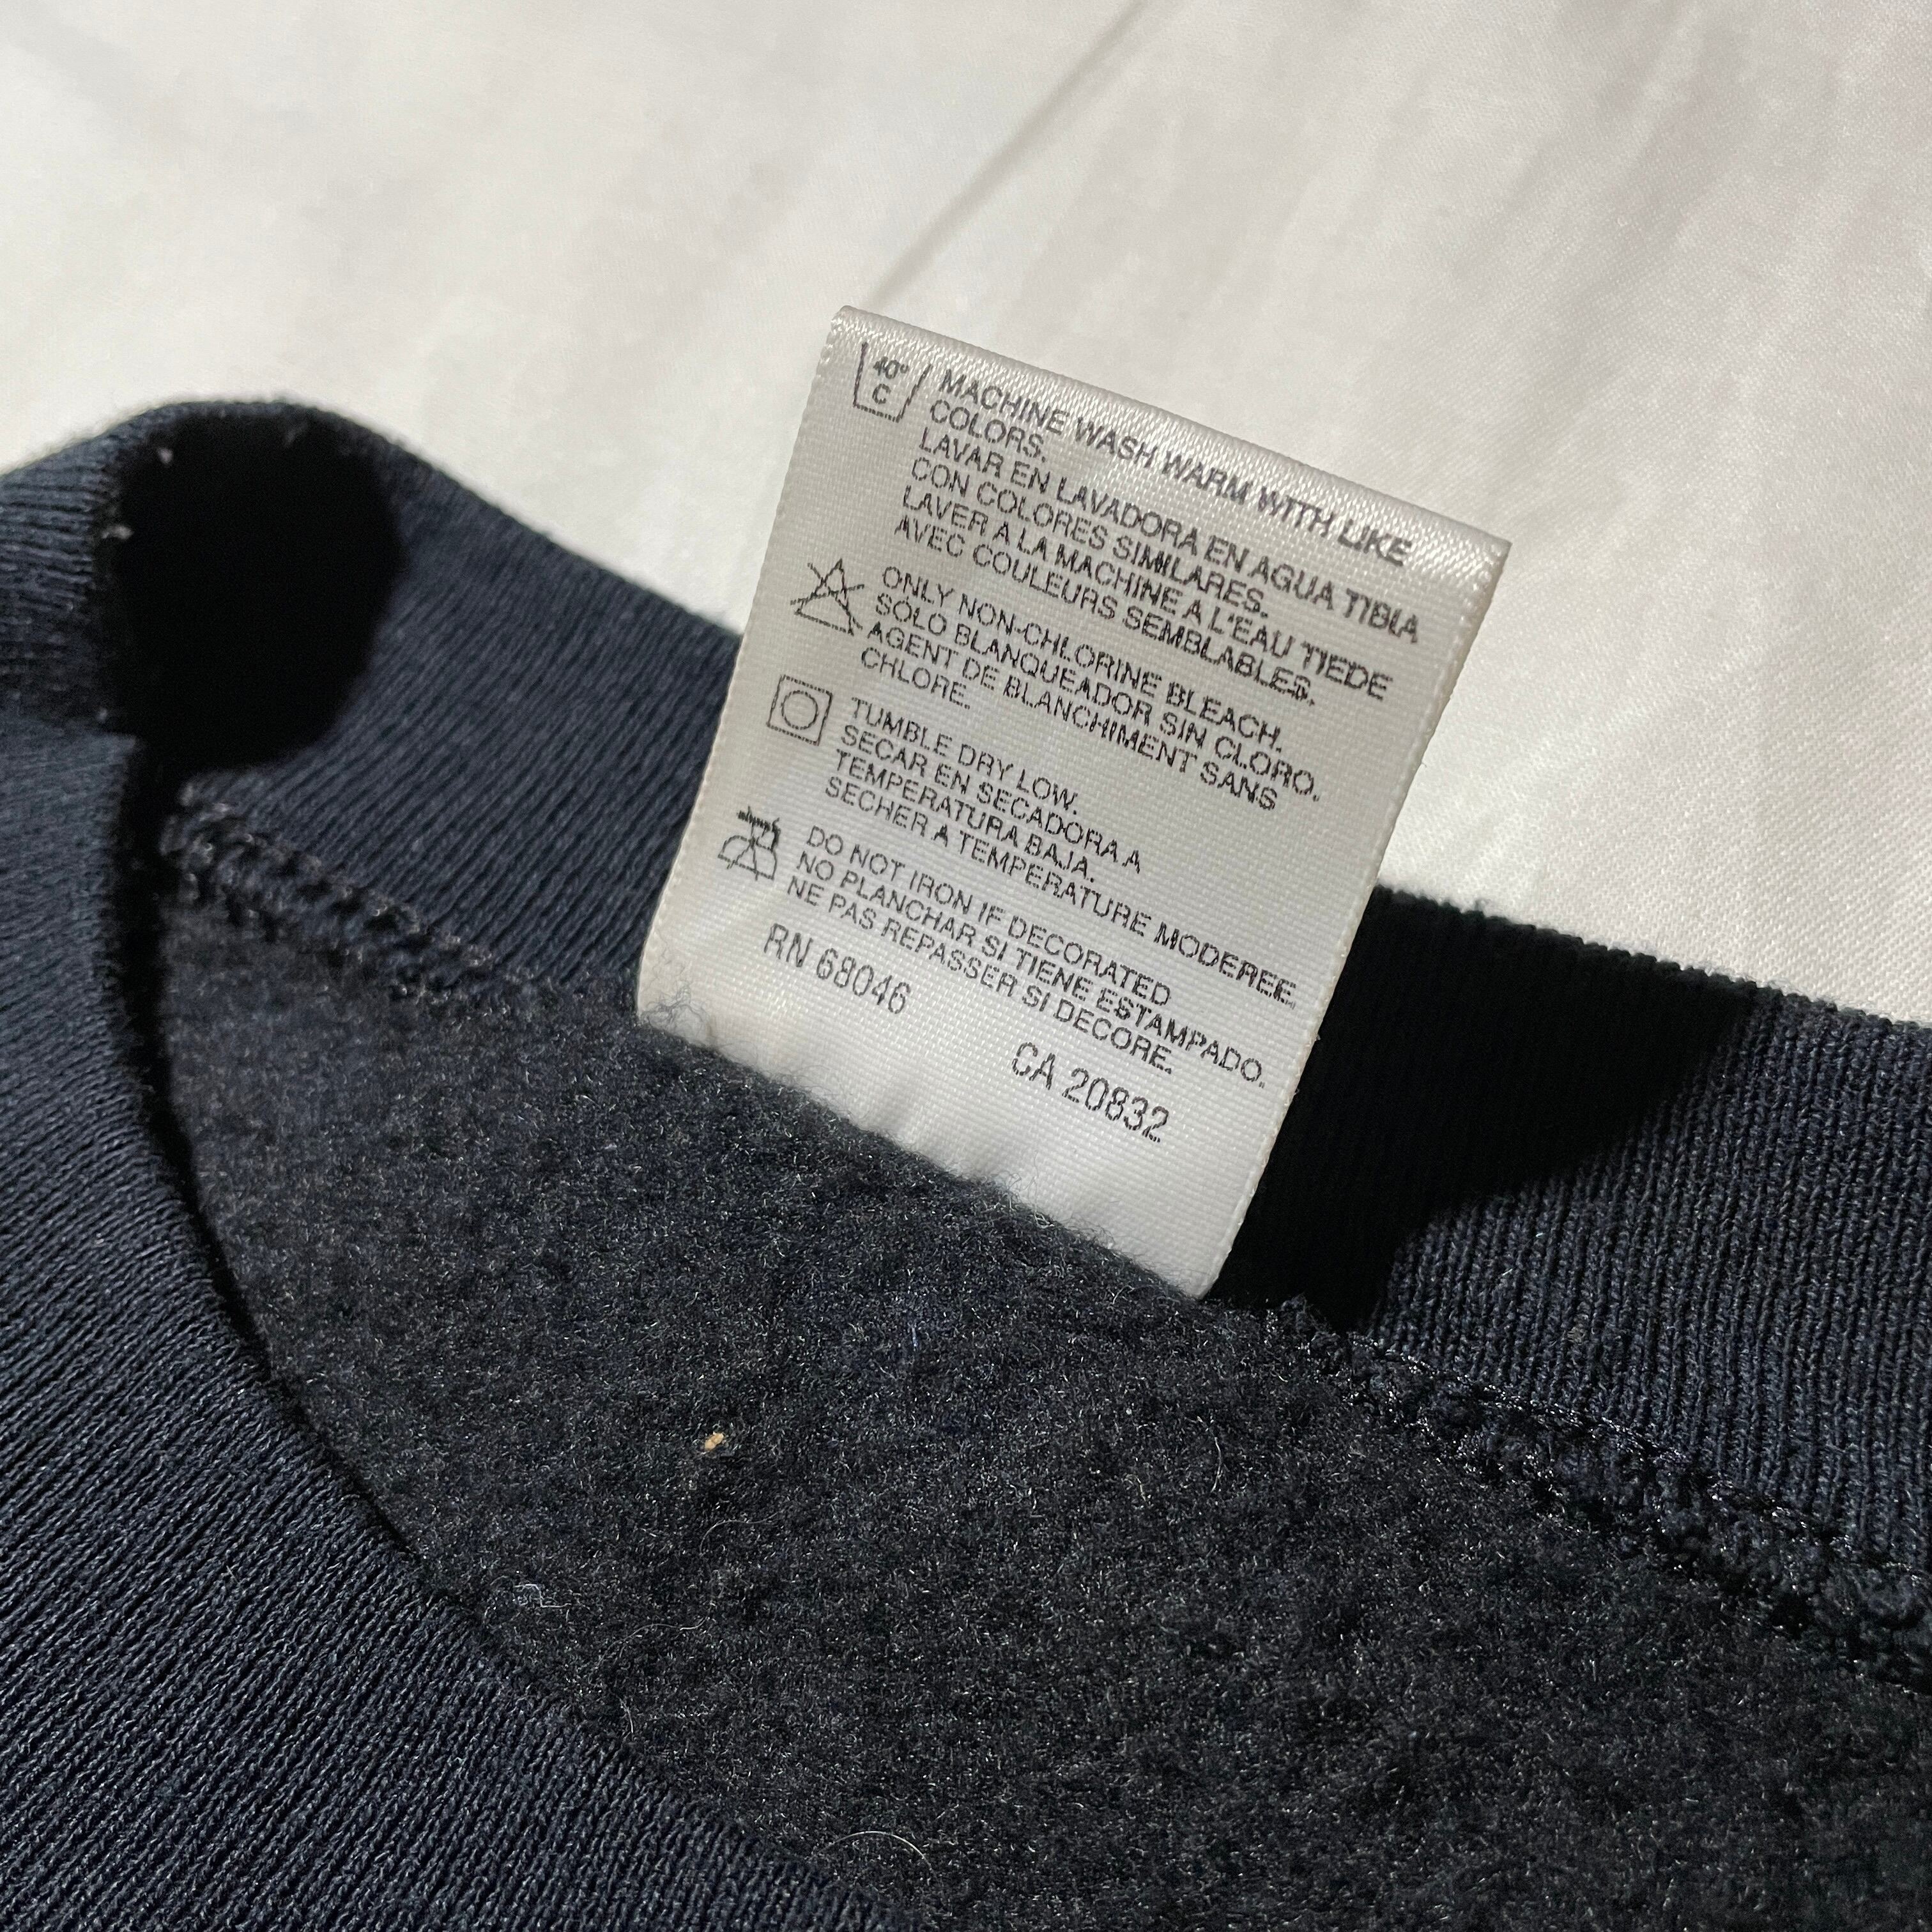 40°
C
MACHINE WASH WARM WITH LIKE
COLORS.
LAVAR EN LAVADORA EN AGUA TIBIA
CON COLORES SIMILARES.
LAVER A LA MACHINE A L'EAU TIEDE
AVEC COULEURS SEMBLABLES.
ONLY NON-CHLORINE BLEACH.
SÓLO BLANQUEADOR SIN CLORO.
AGENT DE BLANCHIMENT SANS
CHLORE.
TUMBLE DRY LOW.
SECAR EN SECADORA A
TEMPERATURA BAJA.
SECHER A TEMPERATURE MODEREE.
DO NOT IRON IF DECORATED
NO PLANCHAR SI TIENE ESTAMPADO.
NE PAS REPASSER SI DECORE.
RN 68046
CA 20832